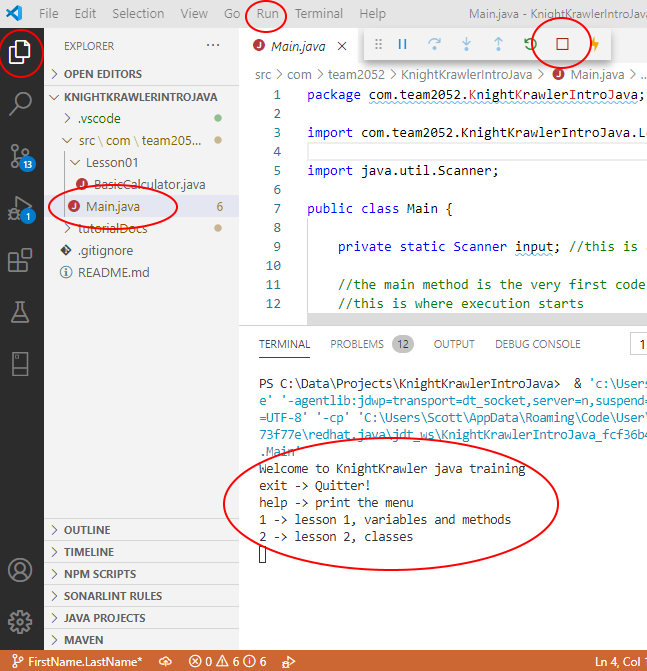 File Edit Selection View Go Run Terminal Help Main.java - KnightKrawlerIntroJava
EXPLORER
OPEN EDITORS
KNIGHTKRAWLERINTROJAVA
.vscode
src \ com \ team205...
Lesson01
BasicCalculator.java
Main.java 6
tutorialDocs
.gitignore
README.md
OUTLINE
TIMELINE
NPM SCRIPTS
SONARLINT RULES
JAVA PROJECTS
MAVEN
13
1
Main.java
src > com > team2052 > KnightKrawlerIntroJava > Main.java > ...
1 package com.team2052.KnightKrawlerIntroJava;
2
3 import com.team2052.KnightKrawlerIntroJava.L
4
5 import java.util.Scanner;
6
7 public class Main {
8
9 private static Scanner input; //this is
10
11 //the main method is the very first code
12 //this is where execution starts
TERMINAL PROBLEMS 12 OUTPUT DEBUG CONSOLE 1
PS C:\Data\Projects\KnightKrawlerIntroJava> & 'c:\Users
e' '-agentlib:jdwp=transport=dt_socket,server=n,suspend=
=UTF-8' '-cp' 'C:\Users\Scott\AppData\Roaming\Code\User
73f77e\redhat.java\jdt_ws\KnightKrawlerIntroJava_fcf36b4
.Main'
Welcome to KnightKrawler java training
exit -> Quitter!
help -> print the menu
1 -> lesson 1, variables and methods
2 -> lesson 2, classes
FirstName.LastName* 0 6 6 Ln 4, Col